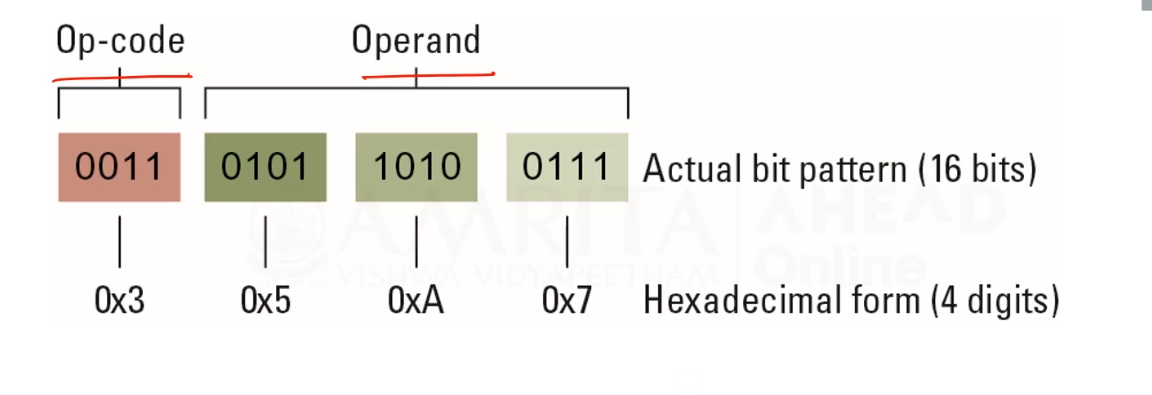 Op-code Operand
0011 0101 1010 0111 Actual bit pattern (16 bits)
AMRITA AHEAD
VISHWA VIDYAPEETHAM Online
0x3 0x5 0xA 0x7 Hexadecimal form (4 digits)